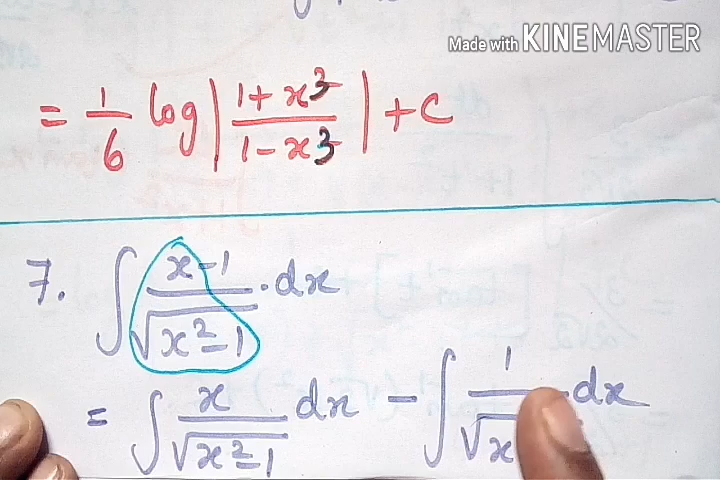 Made with KINEMASTER
= 1/6 log | 1 + x³ / 1 - x³ | + c
7. ∫ x-1 / √x²-1 . dx
= ∫ x / √x²-1 dx - ∫ 1 / √x dx